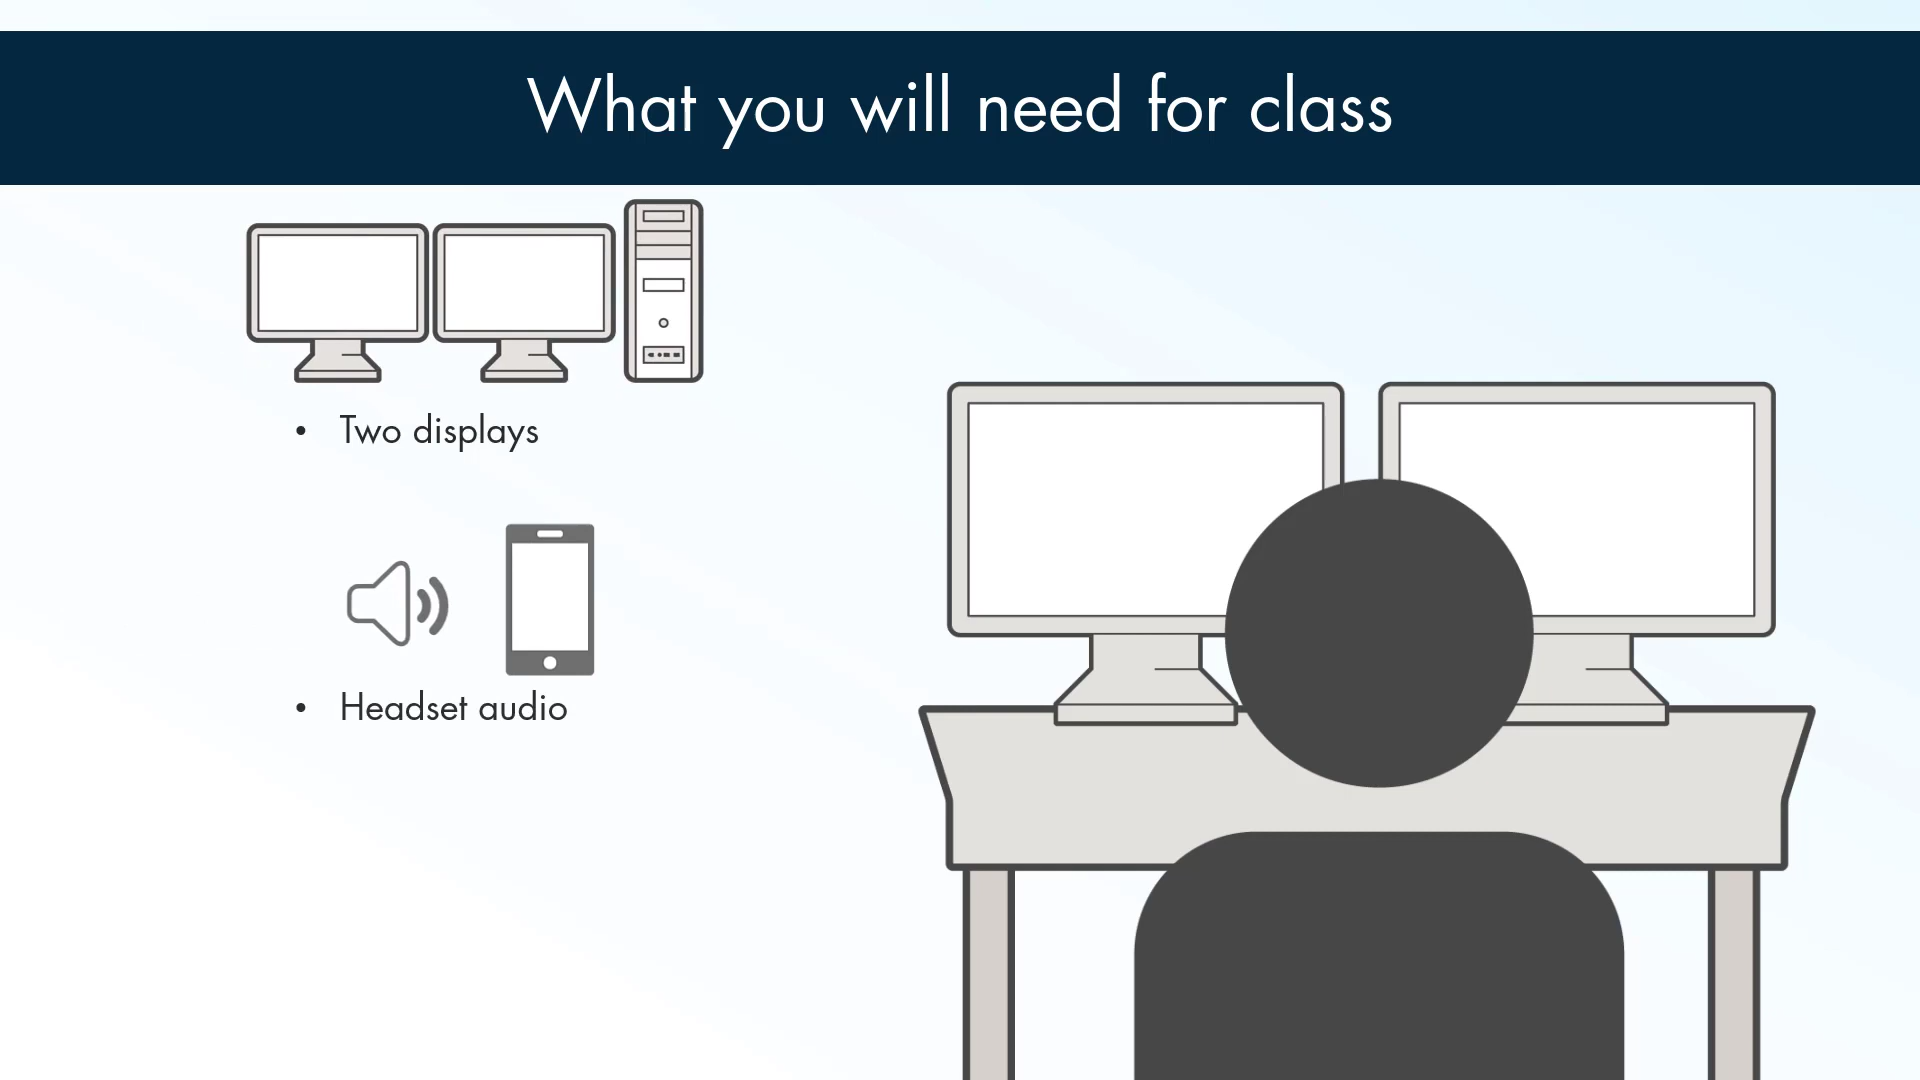 What you will need for class
• Two displays
• Headset audio